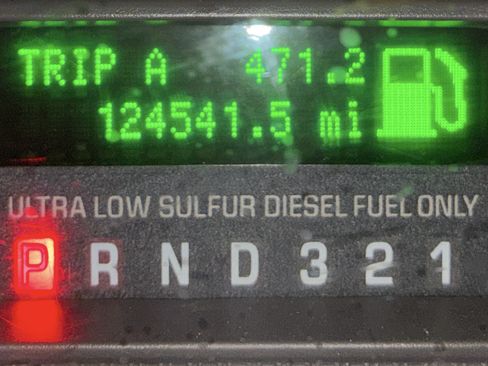 TRIP A 471.2
124541.5 mi
ULTRA LOW SULFUR DIESEL FUEL ONLY
P R N D 3 2 1